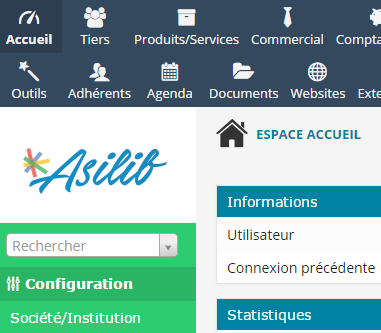 Accueil Tiers Produits/Services Commercial Compta
Outils Adhérents Agenda Documents Websites Exte
Asilib
ESPACE ACCUEIL
Informations
Utilisateur
Connexion précédente
Statistiques
Rechercher
Configuration
Société/Institution